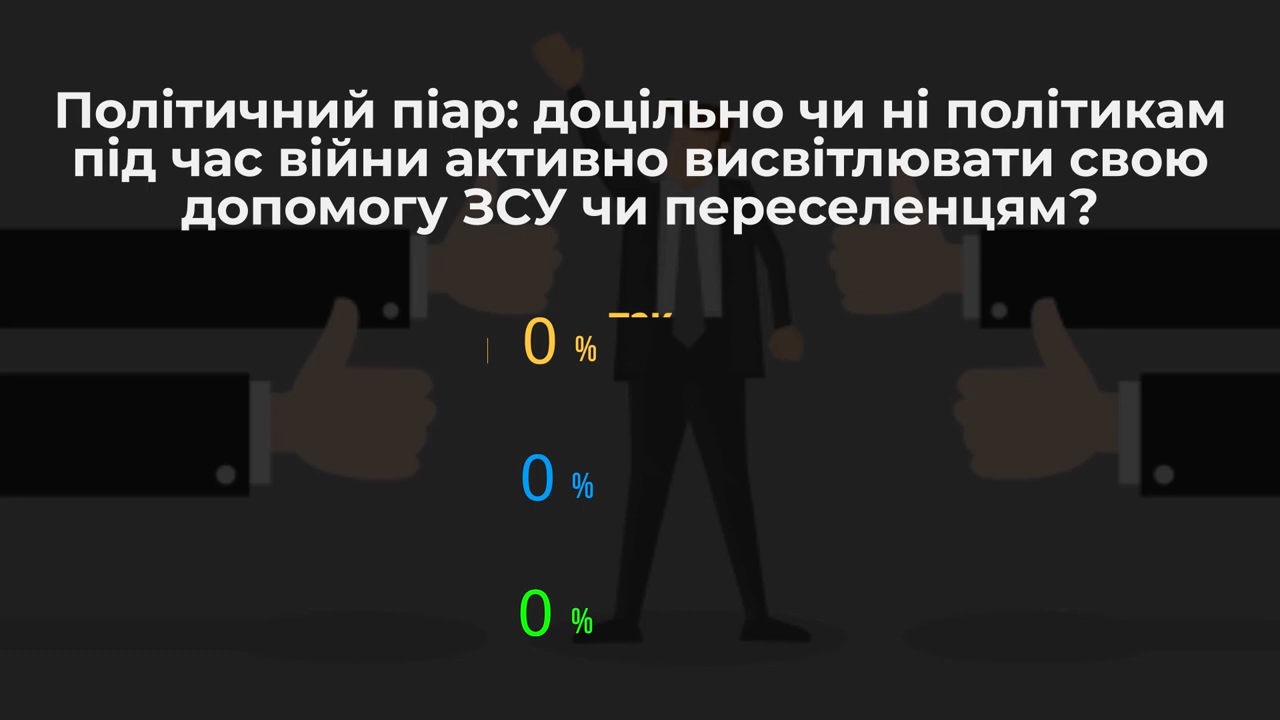 Політичний піар: доцільно чи ні політикам
під час війни активно висвітлювати свою
допомогу ЗСУ чи переселенцям?
0 %
0 %
0 %